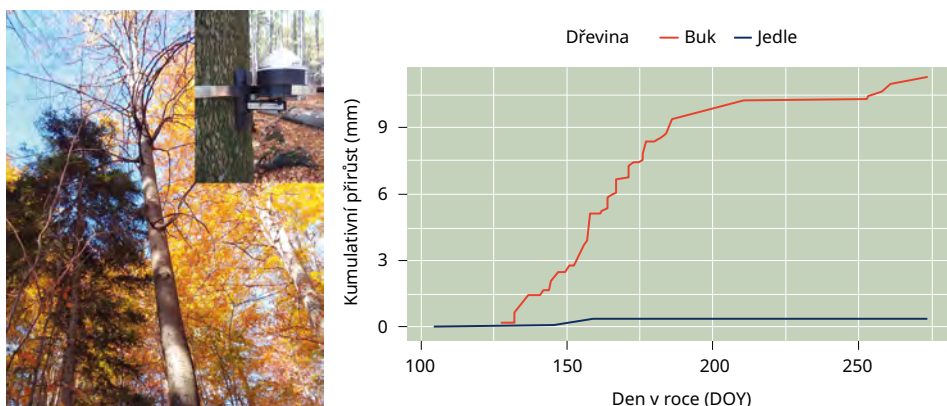 Dřevina Buk Jedle
Kumulativní přírůst (mm)
9
6
3
0
100 150 200 250
Den v roce (DOY)